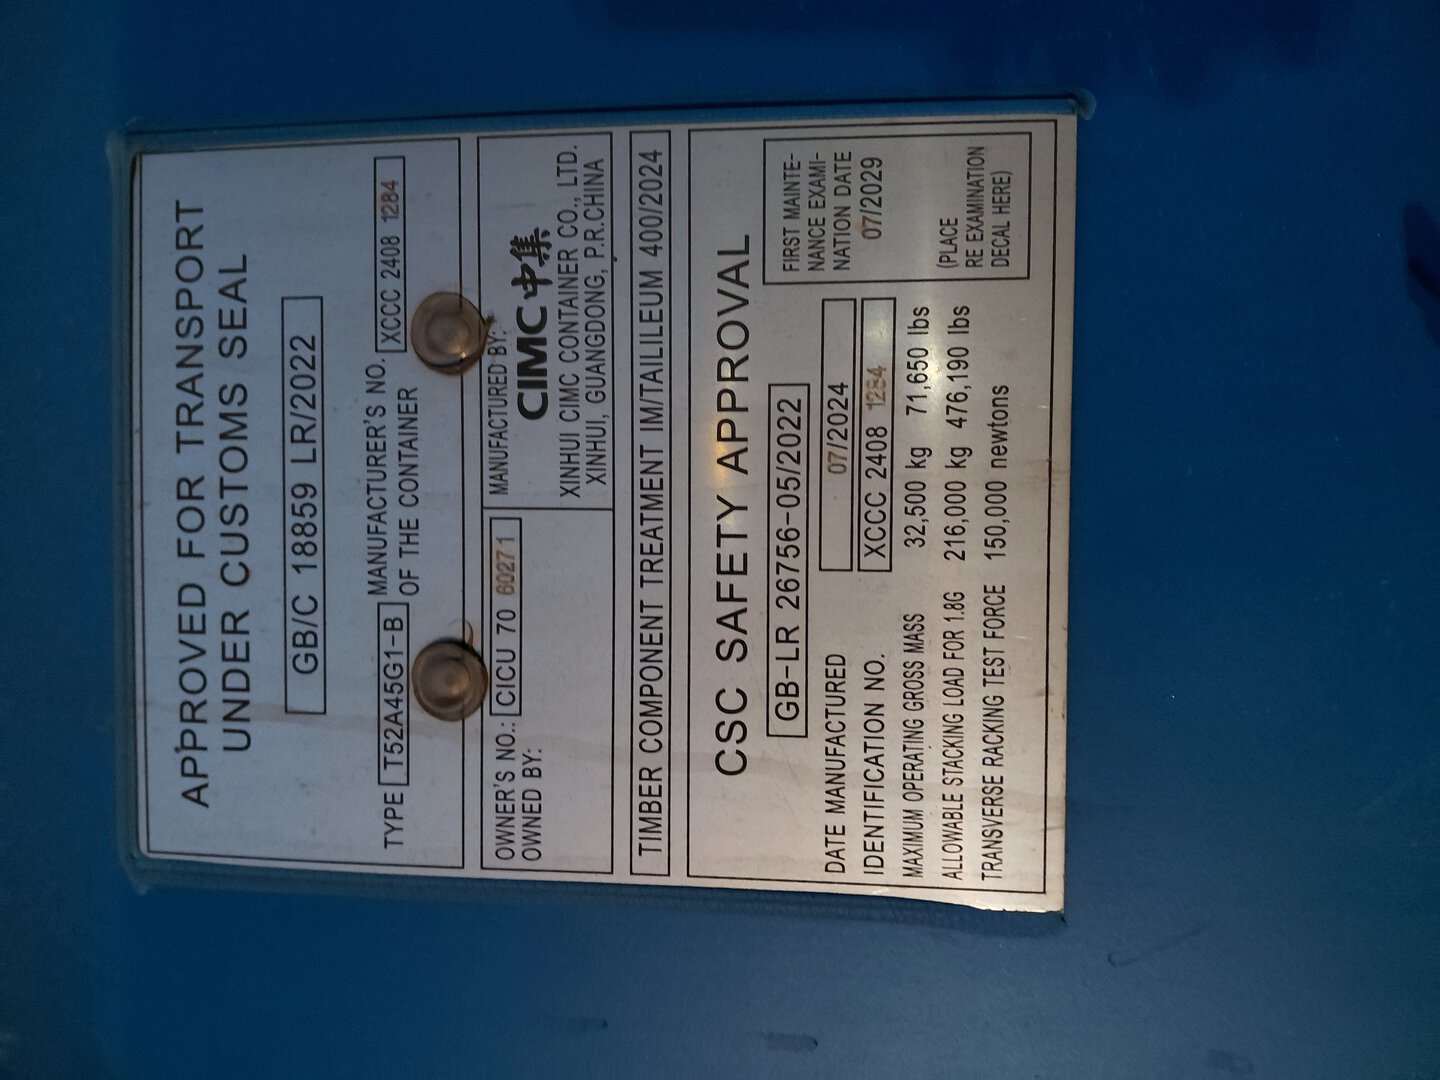 APPROVED FOR TRANSPORT
UNDER CUSTOMS SEAL
GB/C 18859 LR/2022
TYPE T52A45G1-B MANUFACTURER'S NO. XCCC 2408 1284
OF THE CONTAINER
OWNER'S NO.: CICU 70 60271
OWNED BY:
MANUFACTURED BY:
CIMC 中集
XINHUI CIMC CONTAINER CO., LTD.
XINHUI, GUANGDONG, P.R.CHINA
TIMBER COMPONENT TREATMENT IM/TAILILEUM 400/2024
CSC SAFETY APPROVAL
GB-LR 26756-05/2022
DATE MANUFACTURED 07/2024
IDENTIFICATION NO. XCCC 2408 1284
MAXIMUM OPERATING GROSS MASS 32,500 kg 71,650 lbs
ALLOWABLE STACKING LOAD FOR 1.8G 216,000 kg 476,190 lbs
TRANSVERSE RACKING TEST FORCE 150,000 newtons
FIRST MAINTE-
NANCE EXAMI-
NATION DATE
07/2029
(PLACE
RE EXAMINATION
DECAL HERE)